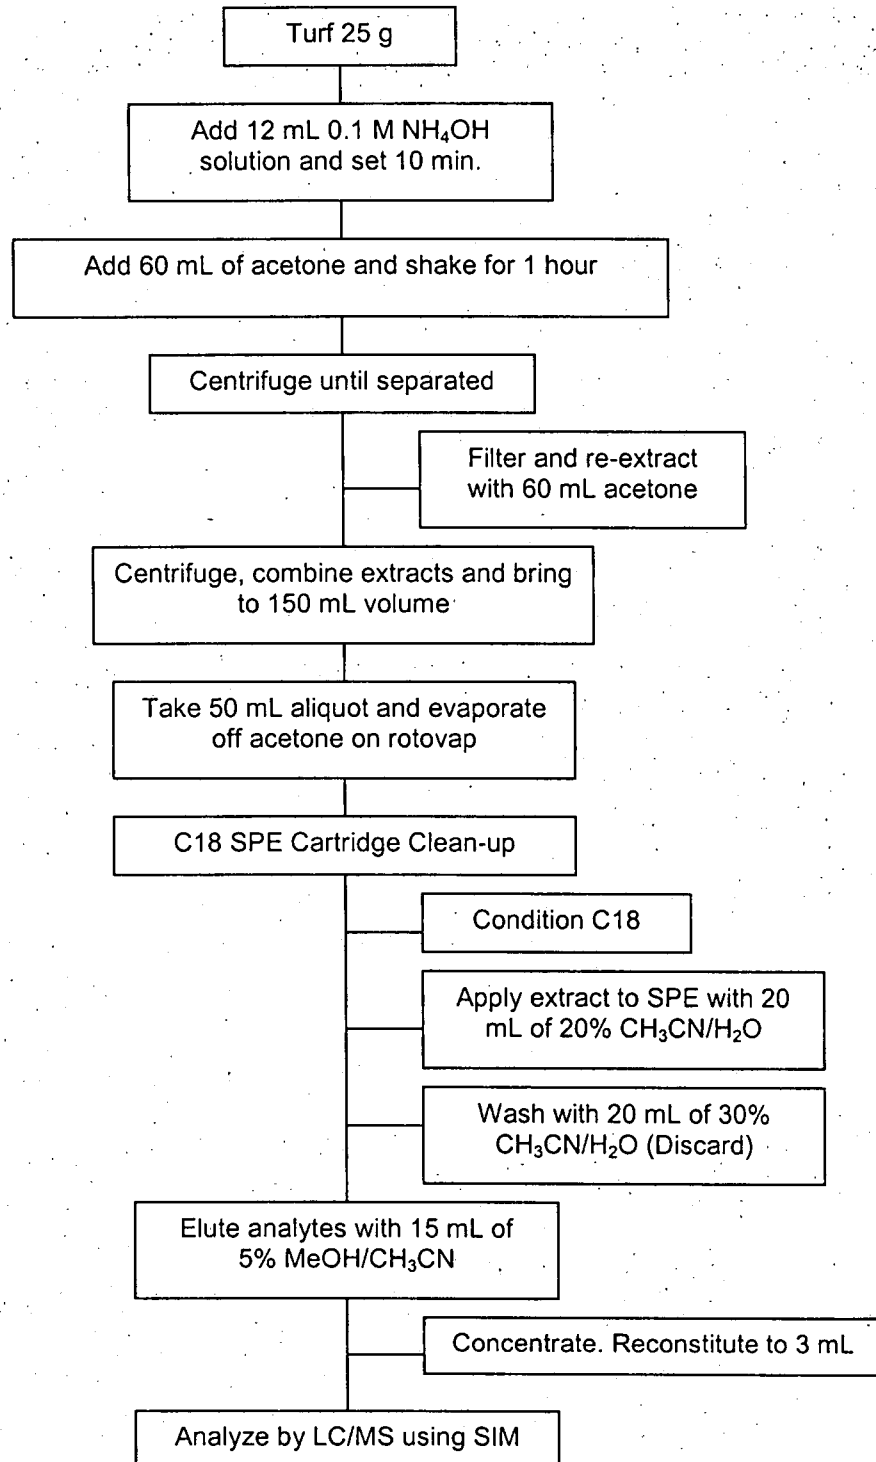 Turf 25 g
Add 12 mL 0.1 M NH₄OH
solution and set 10 min.
Add 60 mL of acetone and shake for 1 hour
Centrifuge until separated
Filter and re-extract
with 60 mL acetone
Centrifuge, combine extracts and bring
to 150 mL volume
Take 50 mL aliquot and evaporate
off acetone on rotovap
C18 SPE Cartridge Clean-up
Condition C18
Apply extract to SPE with 20
mL of 20% CH₃CN/H₂O
Wash with 20 mL of 30%
CH₃CN/H₂O (Discard)
Elute analytes with 15 mL of
5% MeOH/CH₃CN
Concentrate. Reconstitute to 3 mL
Analyze by LC/MS using SIM